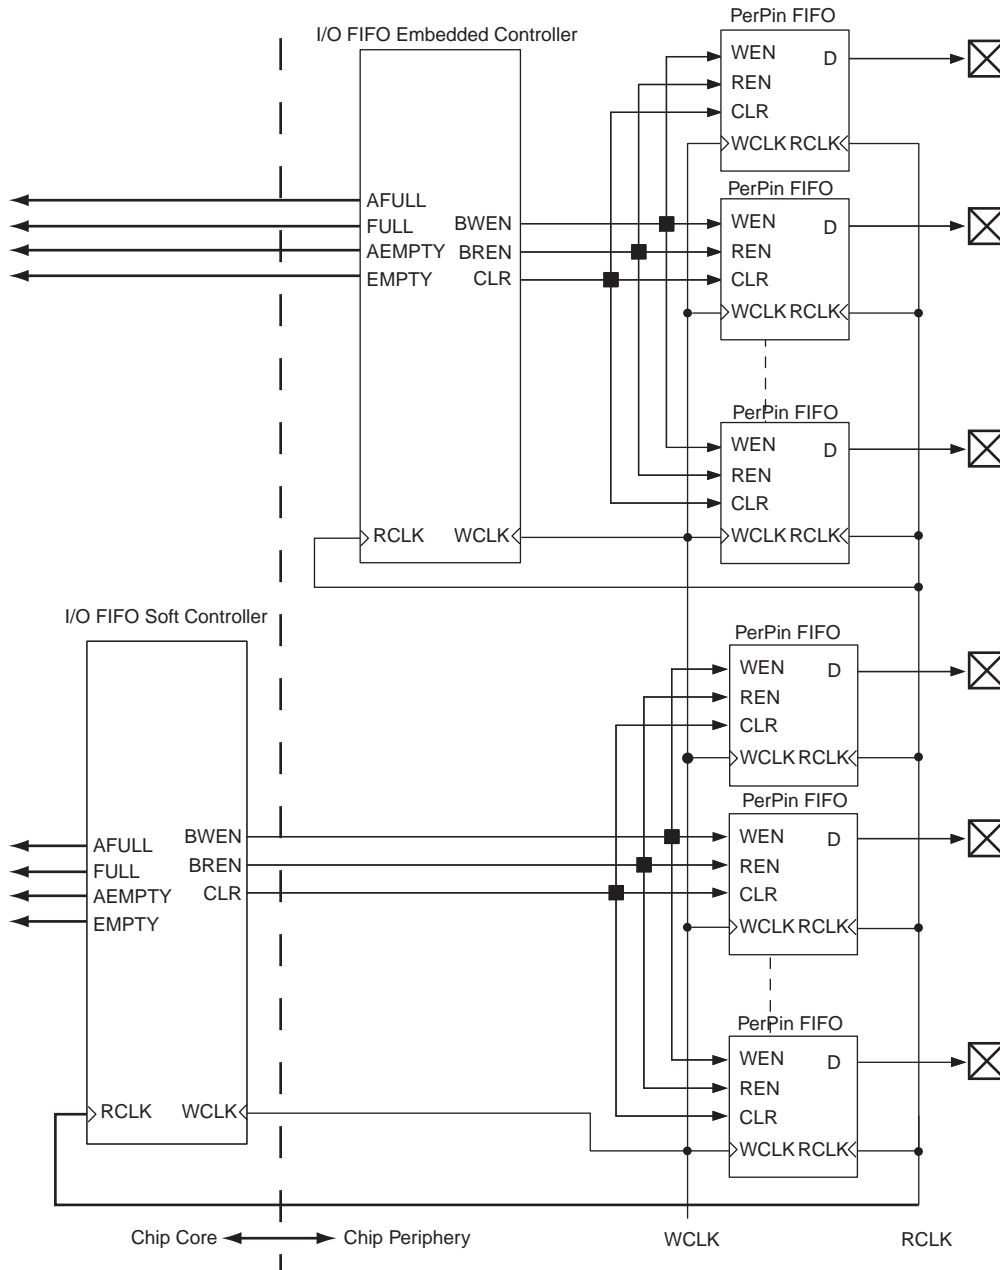 I/O FIFO Embedded Controller
AFULL
FULL
AEMPTY
EMPTY
BWEN
BREN
CLR
RCLK WCLK
PerPin FIFO
WEN D
REN
CLR
WCLK RCLK
PerPin FIFO
WEN D
REN
CLR
WCLK RCLK
PerPin FIFO
WEN D
REN
CLR
WCLK RCLK
I/O FIFO Soft Controller
AFULL
FULL
AEMPTY
EMPTY
BWEN
BREN
CLR
RCLK WCLK
PerPin FIFO
WEN D
REN
CLR
WCLK RCLK
PerPin FIFO
WEN D
REN
CLR
WCLK RCLK
PerPin FIFO
WEN D
REN
CLR
WCLK RCLK
Chip Core Chip Periphery
WCLK RCLK